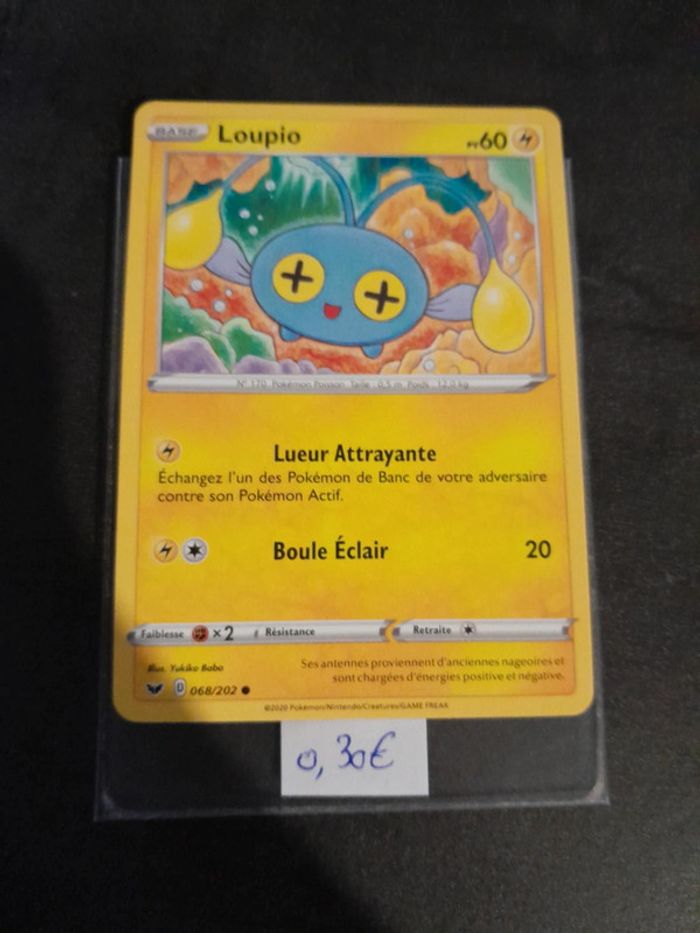 BASE Loupio PV60
N° 170 Pokémon Poisson Taille : 0,5 m Poids : 12,0 kg
Lueur Attrayante
Échangez l'un des Pokémon de Banc de votre adversaire
contre son Pokémon Actif.
Boule Éclair 20
Faiblesse ×2 Résistance Retraite
Illus. Yukiko Baba
Ses antennes proviennent d'anciennes nageoires et
sont chargées d'énergies positive et négative.
D 068/202
©2020 Pokémon/Nintendo/Creatures/GAME FREAK
0,30€